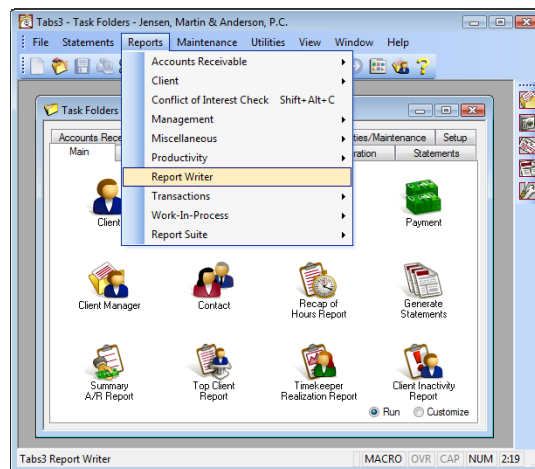 Tabs3 - Task Folders - Jensen, Martin & Anderson, P.C.
File Statements Reports Maintenance Utilities View Window Help
Accounts Receivable
Client
Conflict of Interest Check Shift+Alt+C
Management
Miscellaneous
Productivity
Report Writer
Transactions
Work-In-Process
Report Suite
Task Folders
Accounts Rece ties/Maintenance Setup
Main ration Statements
Client Payment
Client Manager Contact Recap of Hours Report Generate Statements
Summary A/R Report Top Client Report Timekeeper Realization Report Client Inactivity Report
Run Customize
Tabs3 Report Writer MACRO OVR CAP NUM 2:19